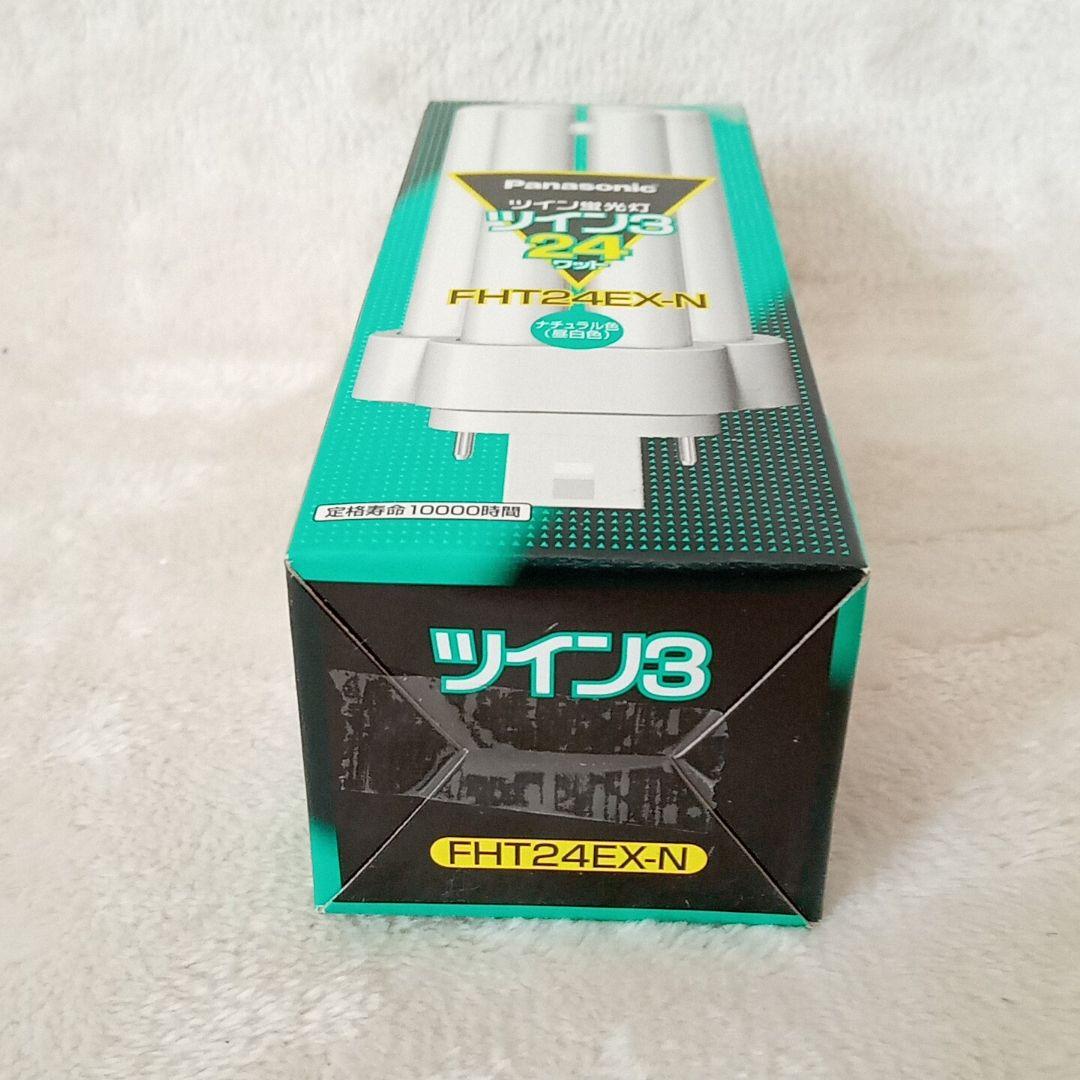 Panasonic
ツイン蛍光灯
ツイン3
24
ワット
FHT24EX-N
ナチュラル色
(昼白色)
定格寿命10000時間
ツイン3
FHT24EX-N